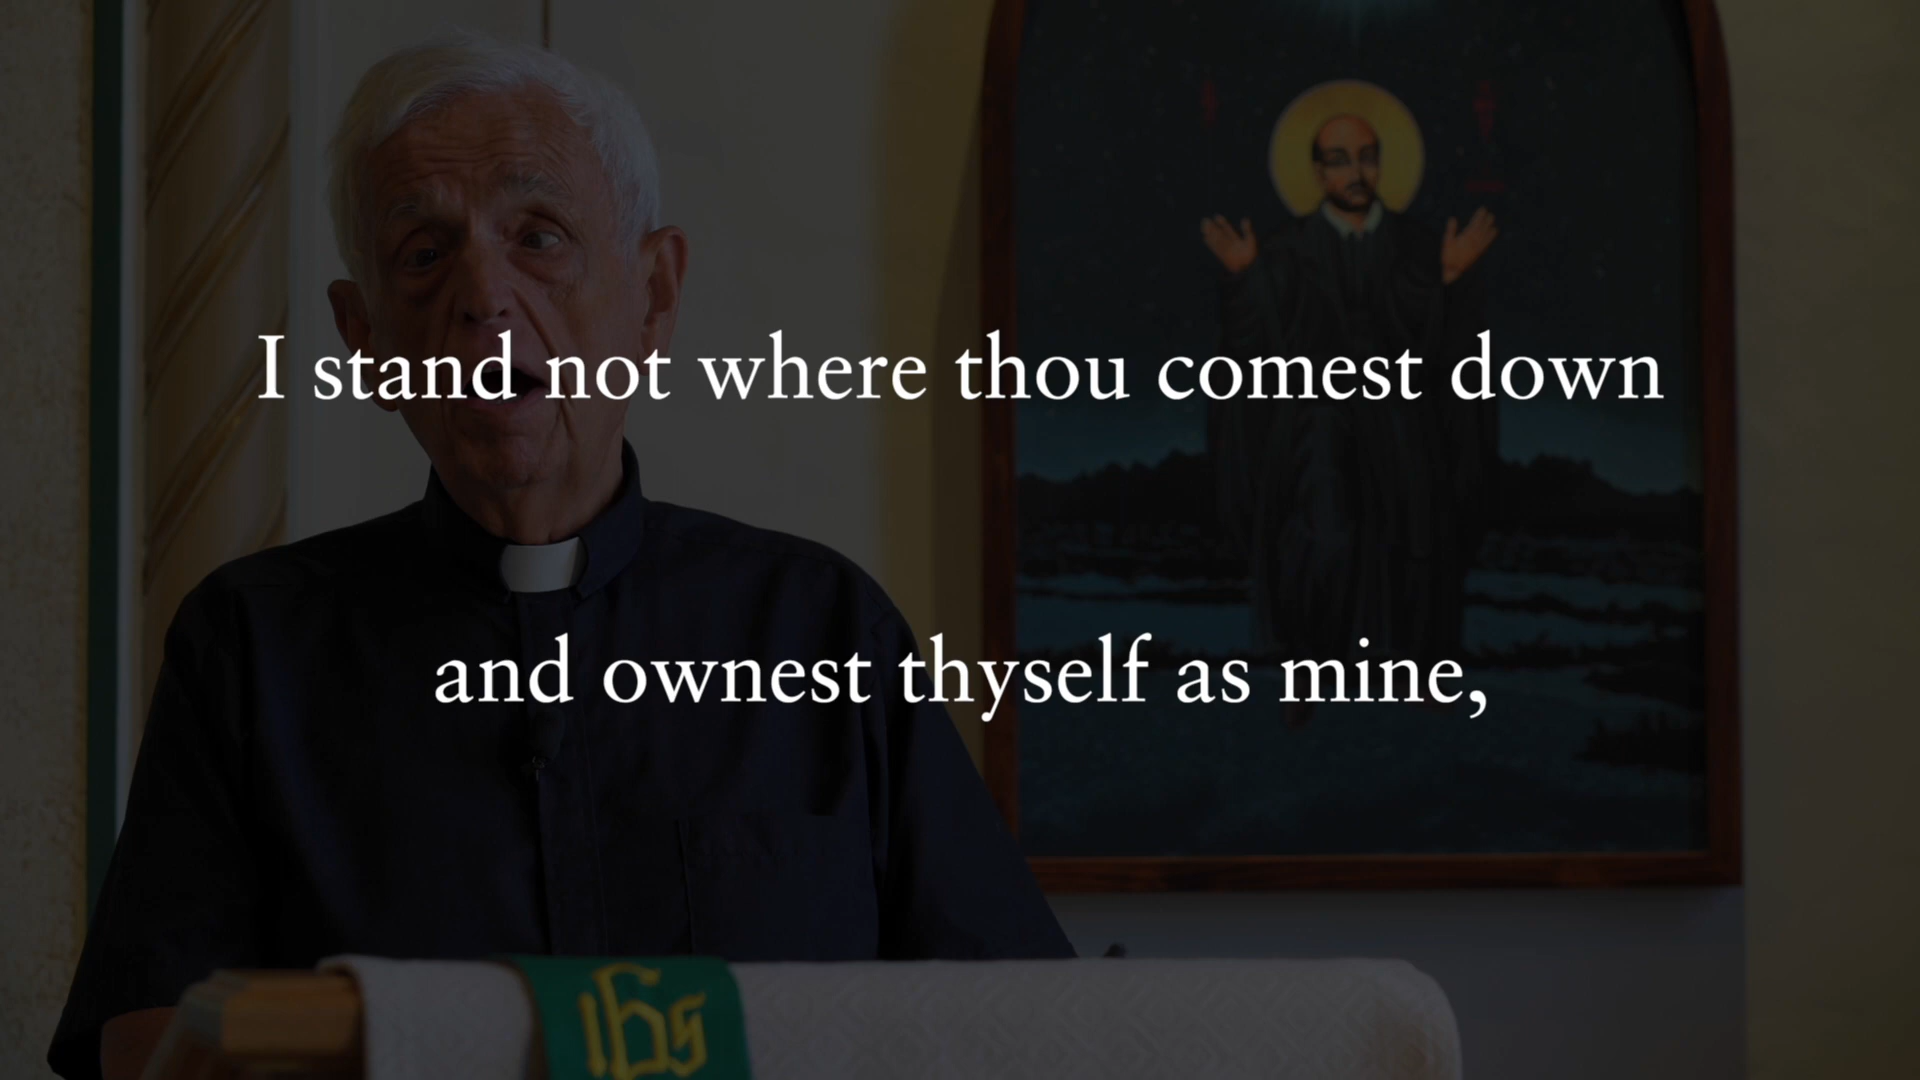 I stand not where thou comest down
and ownest thyself as mine,
ihs